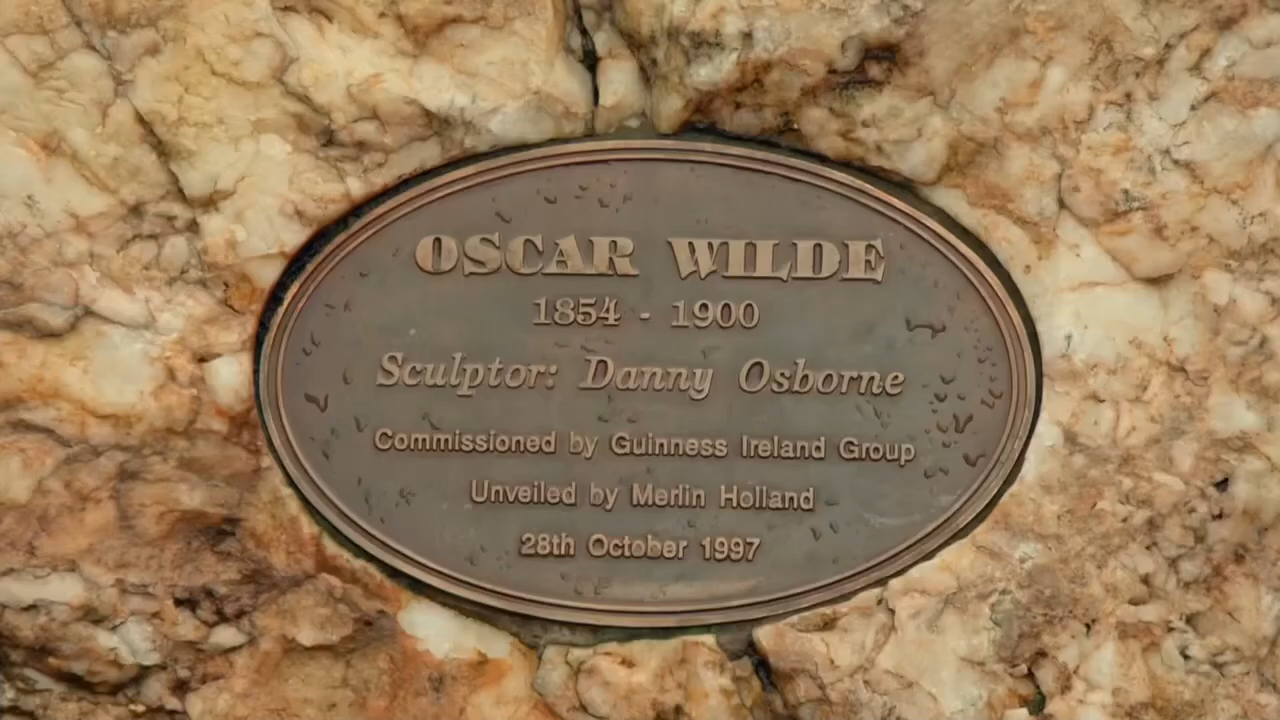 OSCAR WILDE
1854 - 1900
Sculptor: Danny Osborne
Commissioned by Guinness Ireland Group
Unveiled by Merlin Holland
28th October 1997